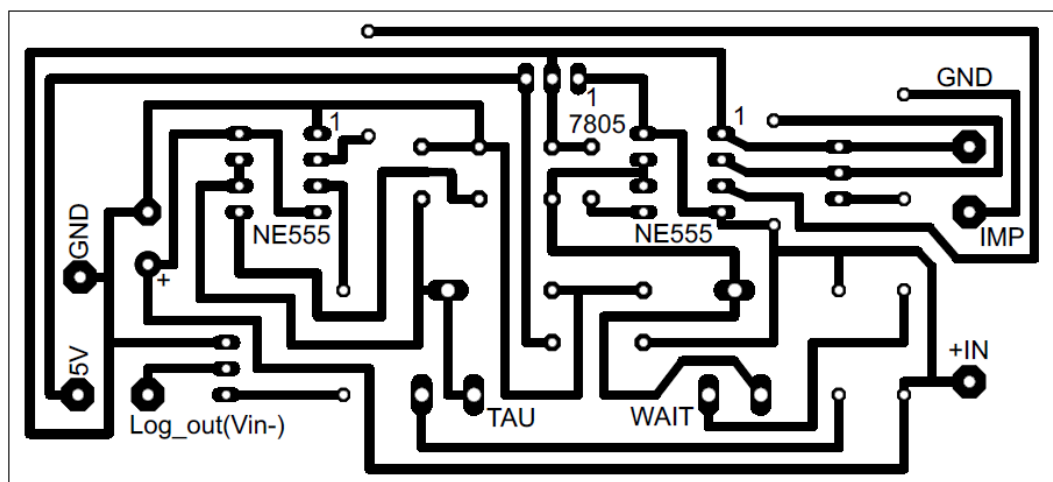 GND
1
1
1
7805
NE555
NE555
IMP
GND
+
5V
+IN
Log_out(Vin-)
TAU
WAIT